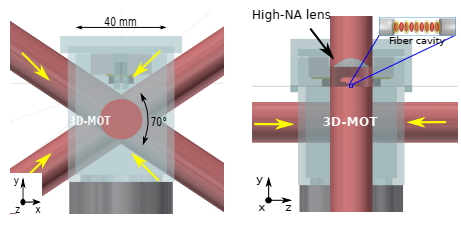 40 mm
3D-MOT
70°
y
z
x
High-NA lens
Fiber cavity
3D-MOT
y
x
z